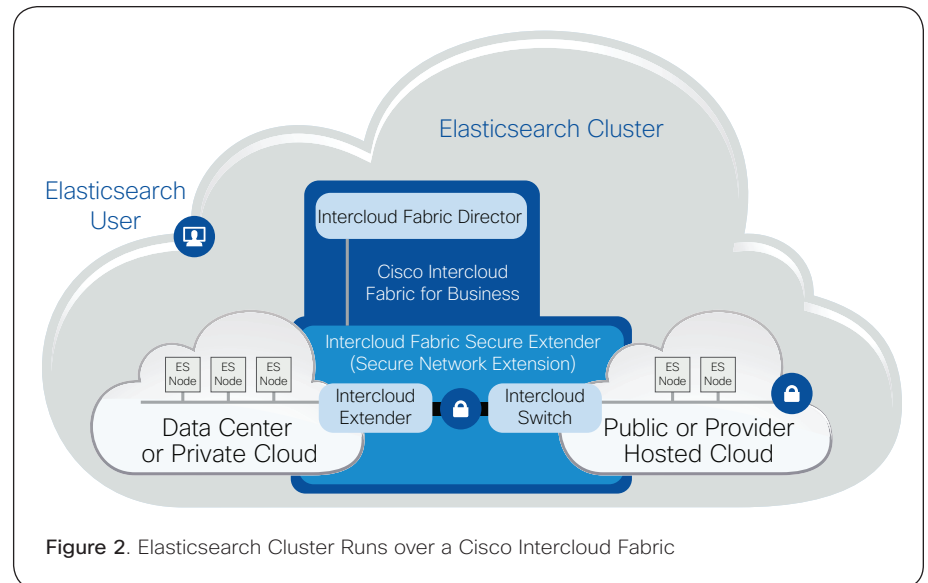 Elasticsearch Cluster
Elasticsearch
User
Intercloud Fabric Director
Cisco Intercloud
Fabric for Business
Intercloud Fabric Secure Extender
(Secure Network Extension)
ES
Node
ES
Node
ES
Node
ES
Node
ES
Node
Intercloud
Extender
Intercloud
Switch
Data Center
or Private Cloud
Public or Provider
Hosted Cloud
Figure 2. Elasticsearch Cluster Runs over a Cisco Intercloud Fabric